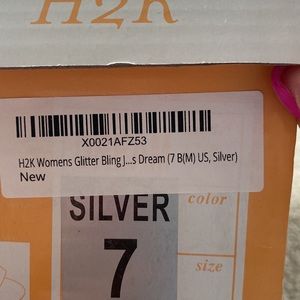 H2K
X0021AFZ53
H2K Womens Glitter Bling J...s Dream (7 B(M) US, Silver)
New
SILVER
color
7
size